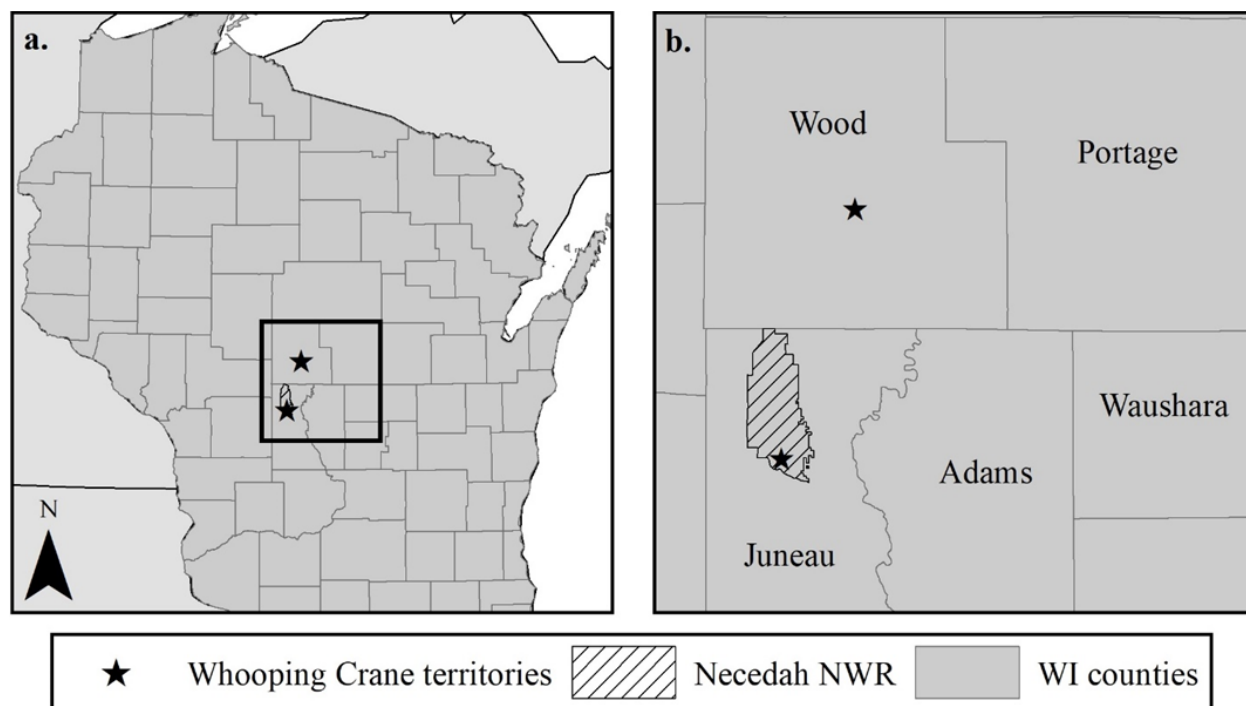 a.
N
b.
Wood
Portage
Waushara
Adams
Juneau
Whooping Crane territories
Necedah NWR
WI counties